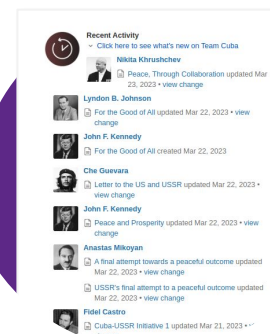 Recent Activity
Click here to see what's new on Team Cuba
Nikita Khrushchev
Peace, Through Collaboration updated Mar
23, 2023 • view change
Lyndon B. Johnson
For the Good of All updated Mar 22, 2023 • view
change
John F. Kennedy
For the Good of All created Mar 22, 2023
Che Guevara
Letter to the US and USSR updated Mar 22, 2023 •
view change
John F. Kennedy
Peace and Prosperity updated Mar 22, 2023 • view
change
Anastas Mikoyan
A final attempt towards a peaceful outcome updated
Mar 22, 2023 • view change
USSR's final attempt to a peaceful outcome updated
Mar 22, 2023 • view change
Fidel Castro
Cuba-USSR Initiative 1 updated Mar 21, 2023 •